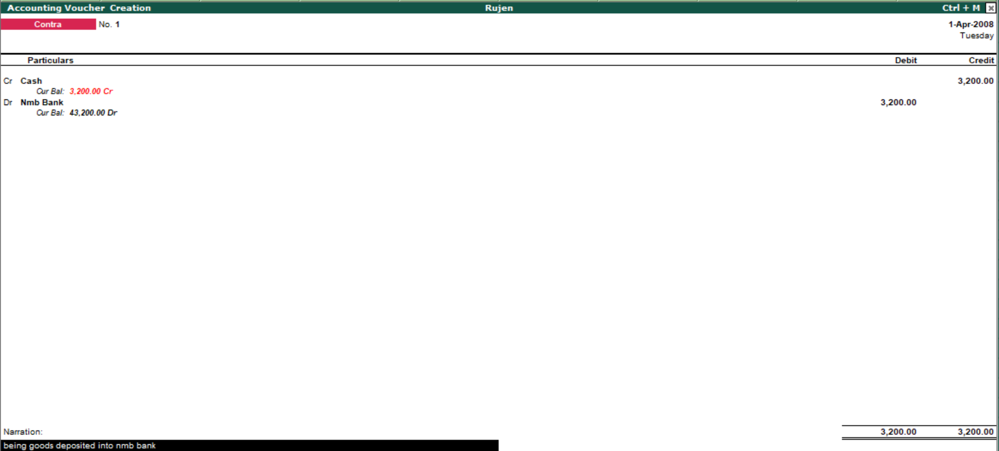 Accounting Voucher Creation Rujen Ctrl + M
Contra No. 1 1-Apr-2008
Tuesday
Particulars Debit Credit
Cr Cash 3,200.00
Cur Bal: 3,200.00 Cr
Dr Nmb Bank 3,200.00
Cur Bal: 43,200.00 Dr
Narration: 3,200.00 3,200.00
being goods deposited into nmb bank